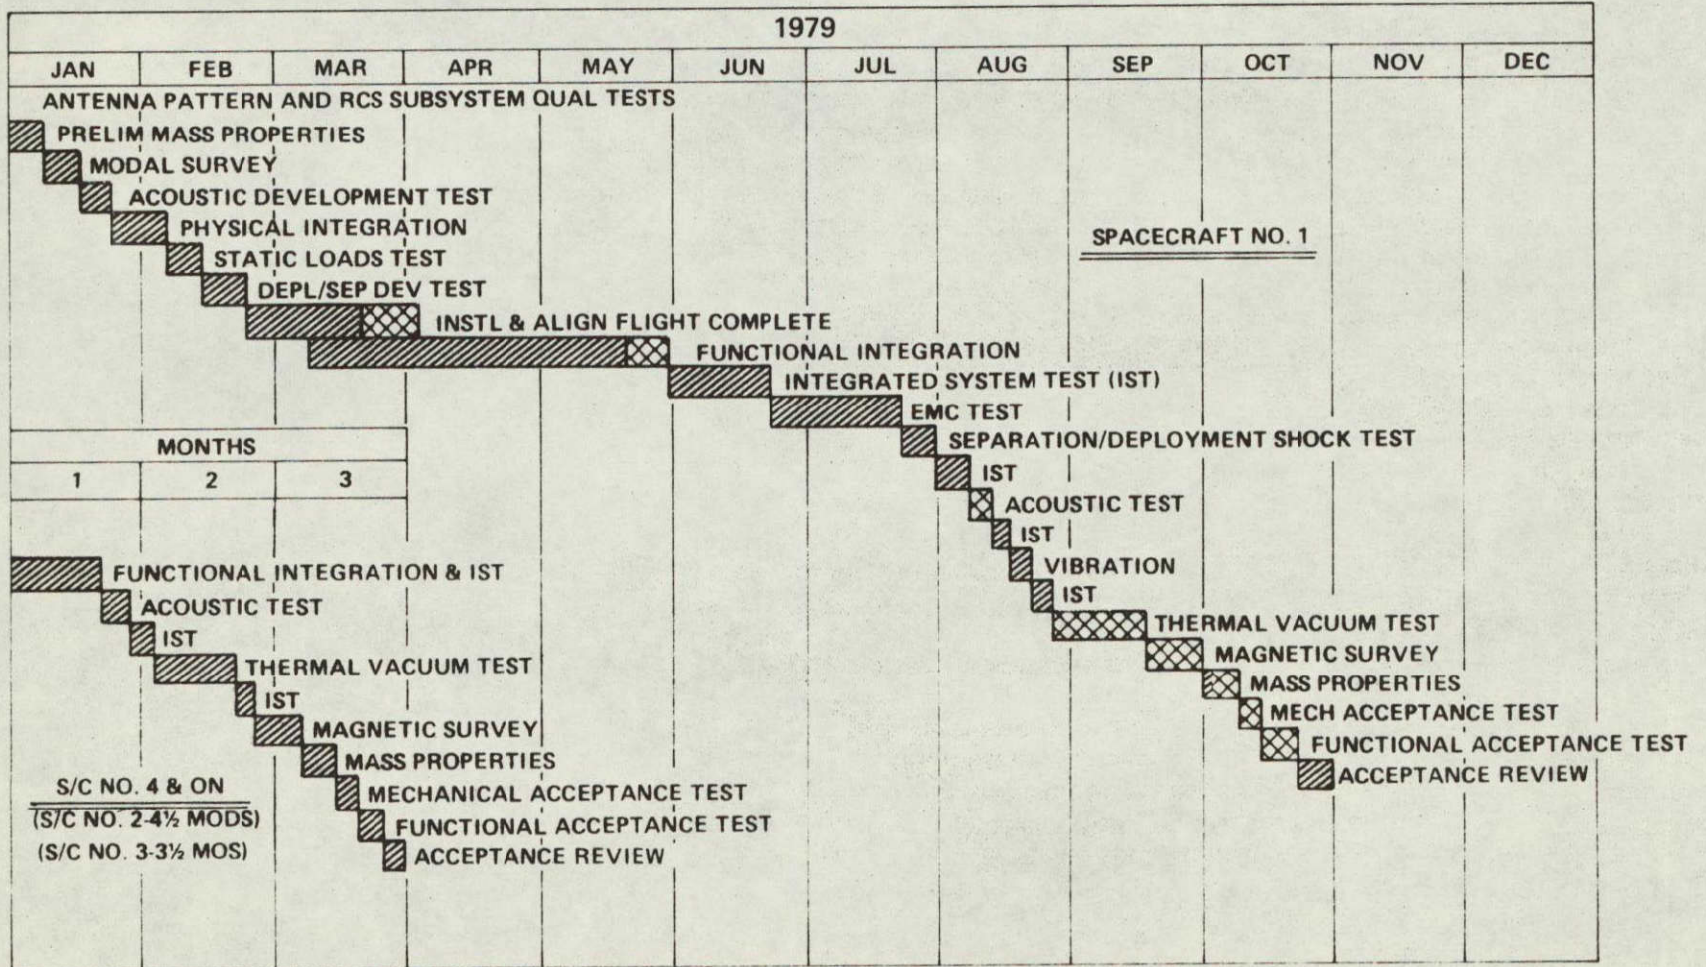 1979
JAN FEB MAR APR MAY JUN JUL AUG SEP OCT NOV DEC
ANTENNA PATTERN AND RCS SUBSYSTEM QUAL TESTS
PRELIM MASS PROPERTIES
MODAL SURVEY
ACOUSTIC DEVELOPMENT TEST
PHYSICAL INTEGRATION
SPACECRAFT NO. 1
STATIC LOADS TEST
DEPL/SEP DEV TEST
INSTL & ALIGN FLIGHT COMPLETE
FUNCTIONAL INTEGRATION
INTEGRATED SYSTEM TEST (IST)
EMC TEST
SEPARATION/DEPLOYMENT SHOCK TEST
IST
ACOUSTIC TEST
IST
VIBRATION
IST
THERMAL VACUUM TEST
MAGNETIC SURVEY
MASS PROPERTIES
MECH ACCEPTANCE TEST
FUNCTIONAL ACCEPTANCE TEST
ACCEPTANCE REVIEW
MONTHS
1 2 3
FUNCTIONAL INTEGRATION & IST
ACOUSTIC TEST
IST
THERMAL VACUUM TEST
IST
MAGNETIC SURVEY
MASS PROPERTIES
MECHANICAL ACCEPTANCE TEST
FUNCTIONAL ACCEPTANCE TEST
ACCEPTANCE REVIEW
S/C NO. 4 & ON
(S/C NO. 2-4½ MODS)
(S/C NO. 3-3½ MOS)